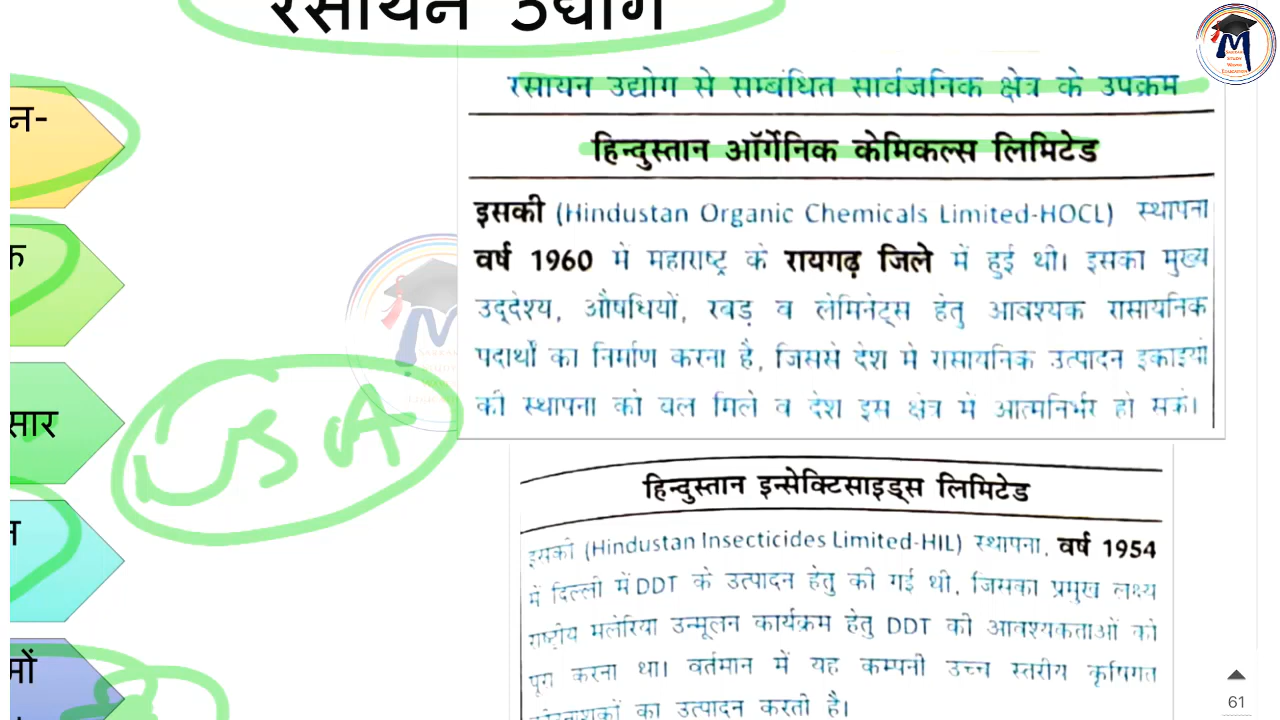 रसायन उद्योग
रसायन उद्योग से सम्बंधित सार्वजनिक क्षेत्र के उपक्रम
हिन्दुस्तान ऑर्गेनिक केमिकल्स लिमिटेड
इसकी (Hindustan Organic Chemicals Limited-HOCL) स्थापना
वर्ष 1960 में महाराष्ट्र के रायगढ़ जिले में हुई थी। इसका मुख्य
उद्देश्य, औषधियों, रबड़ व लेमिनेट्स हेतु आवश्यक रासायनिक
पदार्थों का निर्माण करना है, जिससे देश में रासायनिक उत्पादन इकाइयों
की स्थापना को बल मिले व देश इस क्षेत्र में आत्मनिर्भर हो सके।
न-
क
सार
USA
हिन्दुस्तान इन्सेक्टिसाइड्स लिमिटेड
इसकी (Hindustan Insecticides Limited-HIL) स्थापना, वर्ष 1954
में दिल्ली में DDT के उत्पादन हेतु की गई थी, जिसका प्रमुख लक्ष्य
राष्ट्रीय मलेरिया उन्मूलन कार्यक्रम हेतु DDT की आवश्यकताओं को
पूरा करना था। वर्तमान में यह कम्पनी उच्च स्तरीय कृषिगत
का उत्पादन करती है।
61